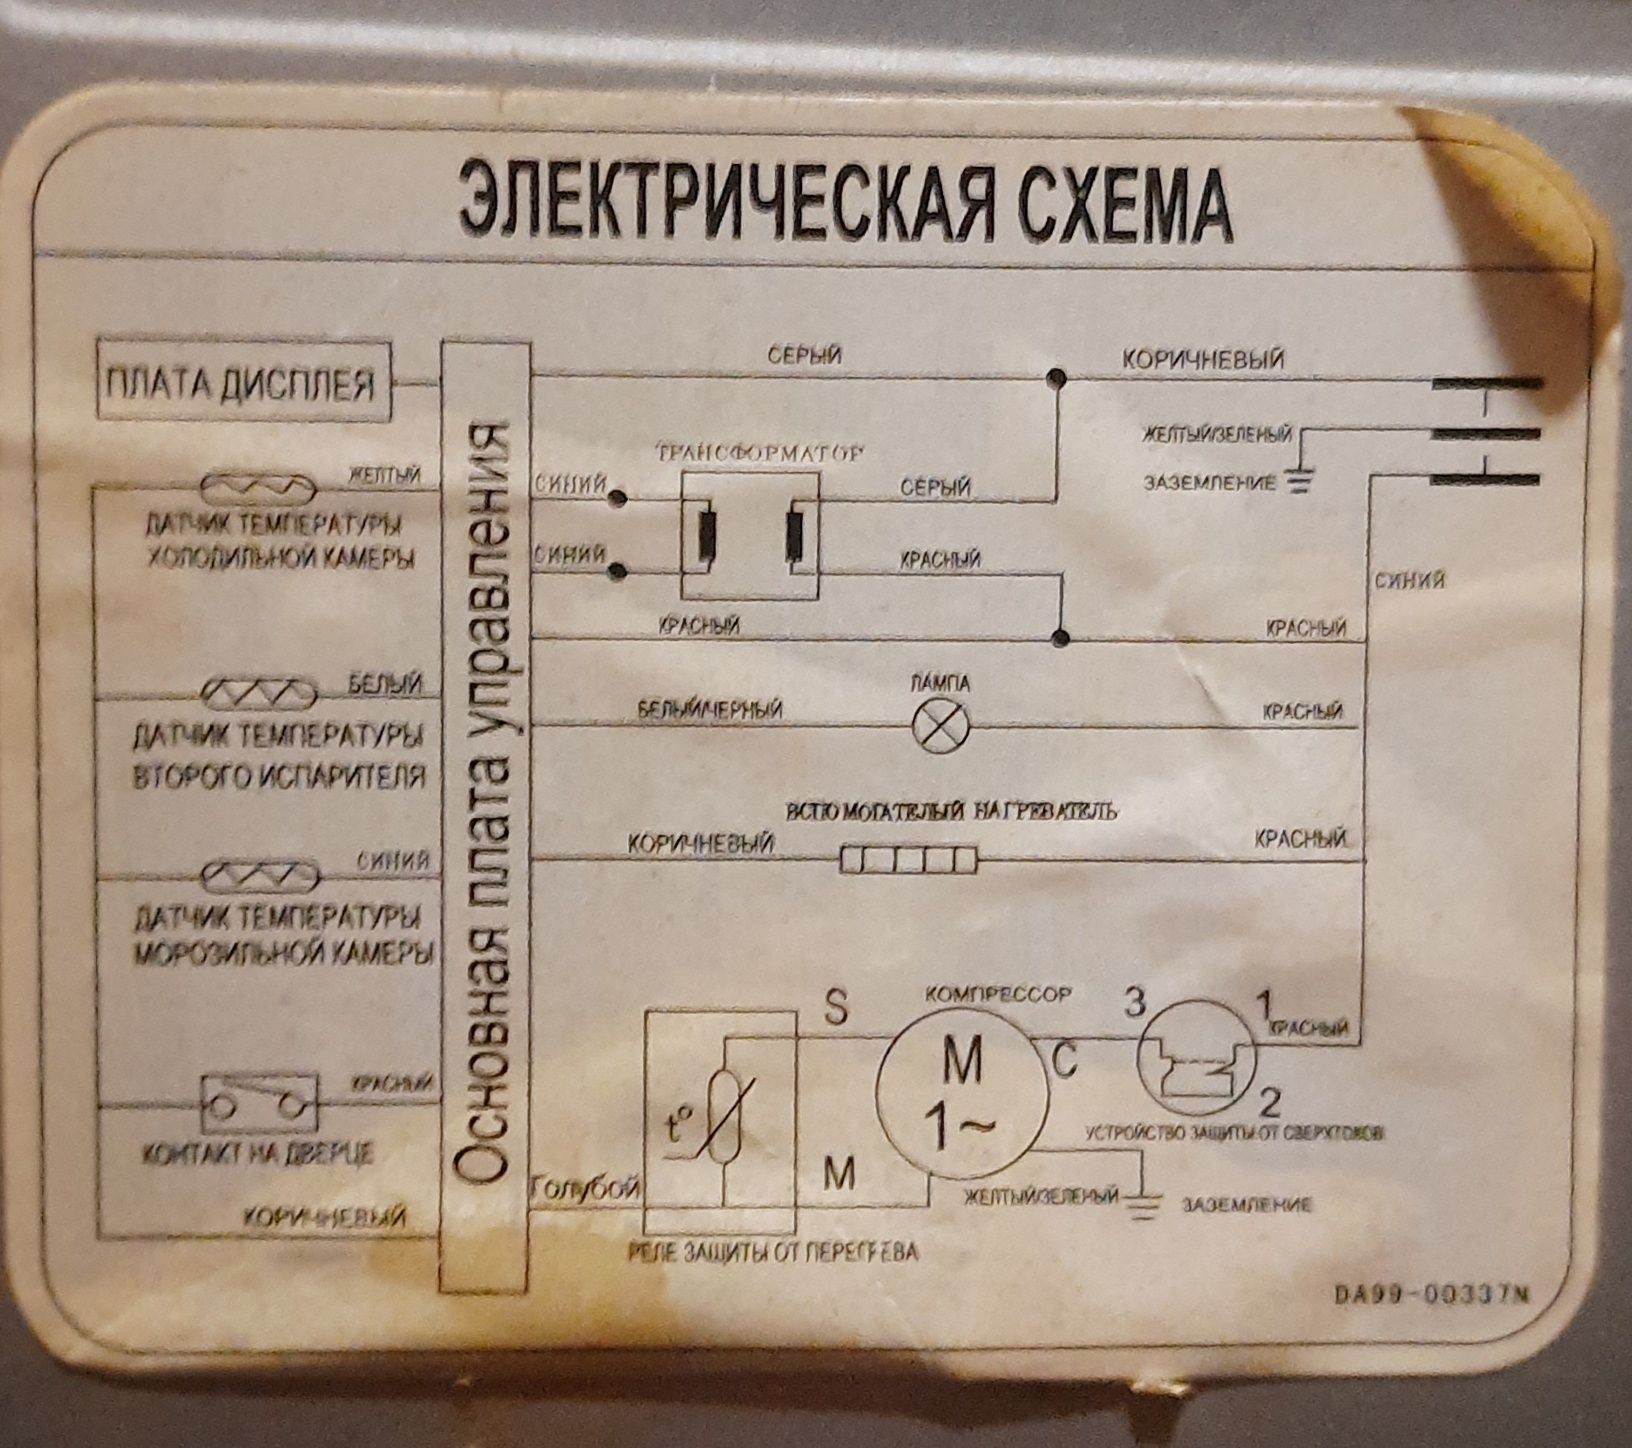 ЭЛЕКТРИЧЕСКАЯ СХЕМА
ПЛАТА ДИСПЛЕЯ
СЕРЫЙ
КОРИЧНЕВЫЙ
ЖЕЛТЫЙ/ЗЕЛЕНЫЙ
ЗАЗЕМЛЕНИЕ
ТРАНСФОРМАТОР
ЖЕЛТЫЙ
СИНИЙ
СЕРЫЙ
ДАТЧИК ТЕМПЕРАТУРЫ
ХОЛОДИЛЬНОЙ КАМЕРЫ
СИНИЙ
КРАСНЫЙ
СИНИЙ
Основная плата управления
КРАСНЫЙ
КРАСНЫЙ
БЕЛЫЙ
ДАТЧИК ТЕМПЕРАТУРЫ
ВТОРОГО ИСПАРИТЕЛЯ
ЛАМПА
БЕЛЫЙ/ЧЕРНЫЙ
КРАСНЫЙ
ВСПОМОГАТЕЛЫЙ НАГРЕВАТЕЛЬ
КОРИЧНЕВЫЙ
КРАСНЫЙ
СИНИЙ
ДАТЧИК ТЕМПЕРАТУРЫ
МОРОЗИЛЬНОЙ КАМЕРЫ
S
КОМПРЕССОР
3
1
КРАСНЫЙ
M
1~
C
2
t°
КРАСНЫЙ
КОНТАКТ НА ДВЕРЦЕ
УСТРОЙСТВО ЗАЩИТЫ ОТ СВЕРХТОКОВ
Голубой
M
ЖЕЛТЫЙ/ЗЕЛЕНЫЙ
ЗАЗЕМЛЕНИЕ
КОРИЧНЕВЫЙ
РЕЛЕ ЗАЩИТЫ ОТ ПЕРЕГРЕВА
DA99-00337N